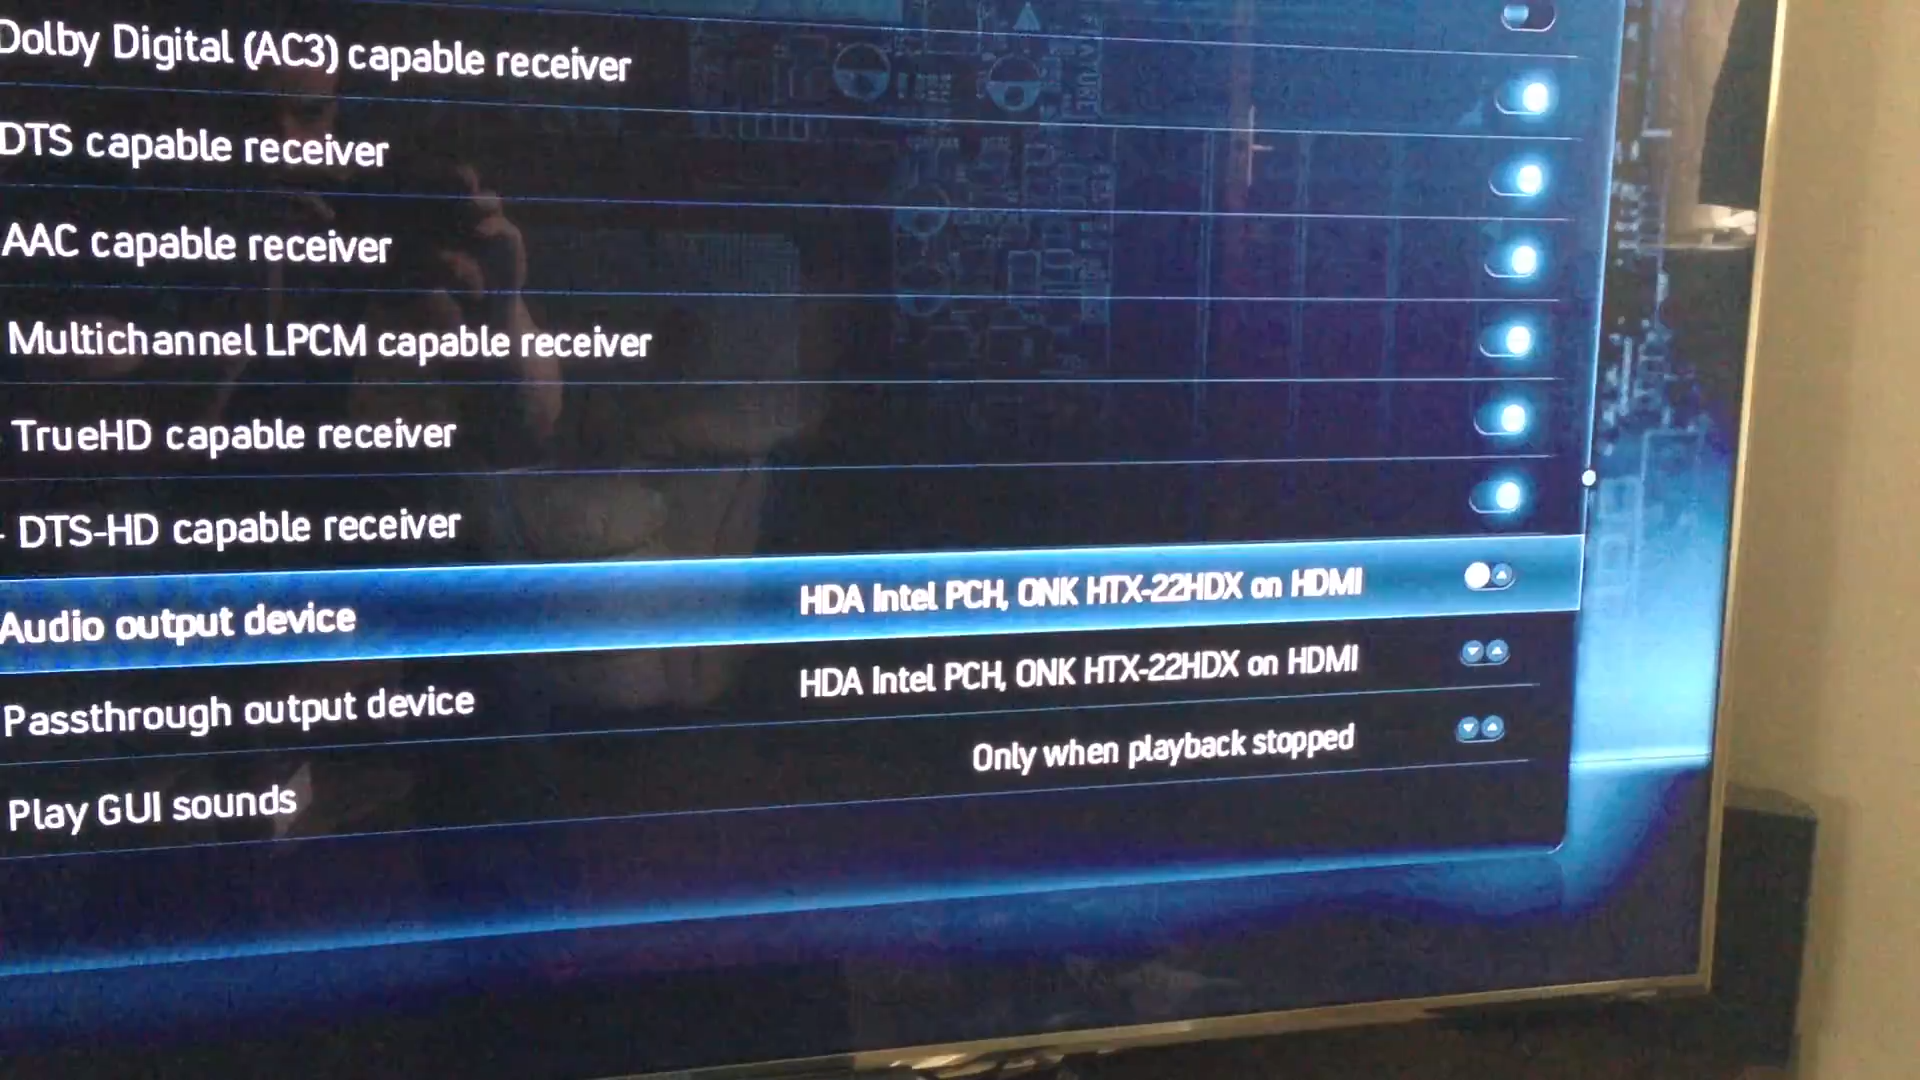 Dolby Digital (AC3) capable receiver
DTS capable receiver
AAC capable receiver
Multichannel LPCM capable receiver
- TrueHD capable receiver
- DTS-HD capable receiver
Audio output device HDA Intel PCH, ONK HTX-22HDX on HDMI
Passthrough output device HDA Intel PCH, ONK HTX-22HDX on HDMI
Play GUI sounds Only when playback stopped